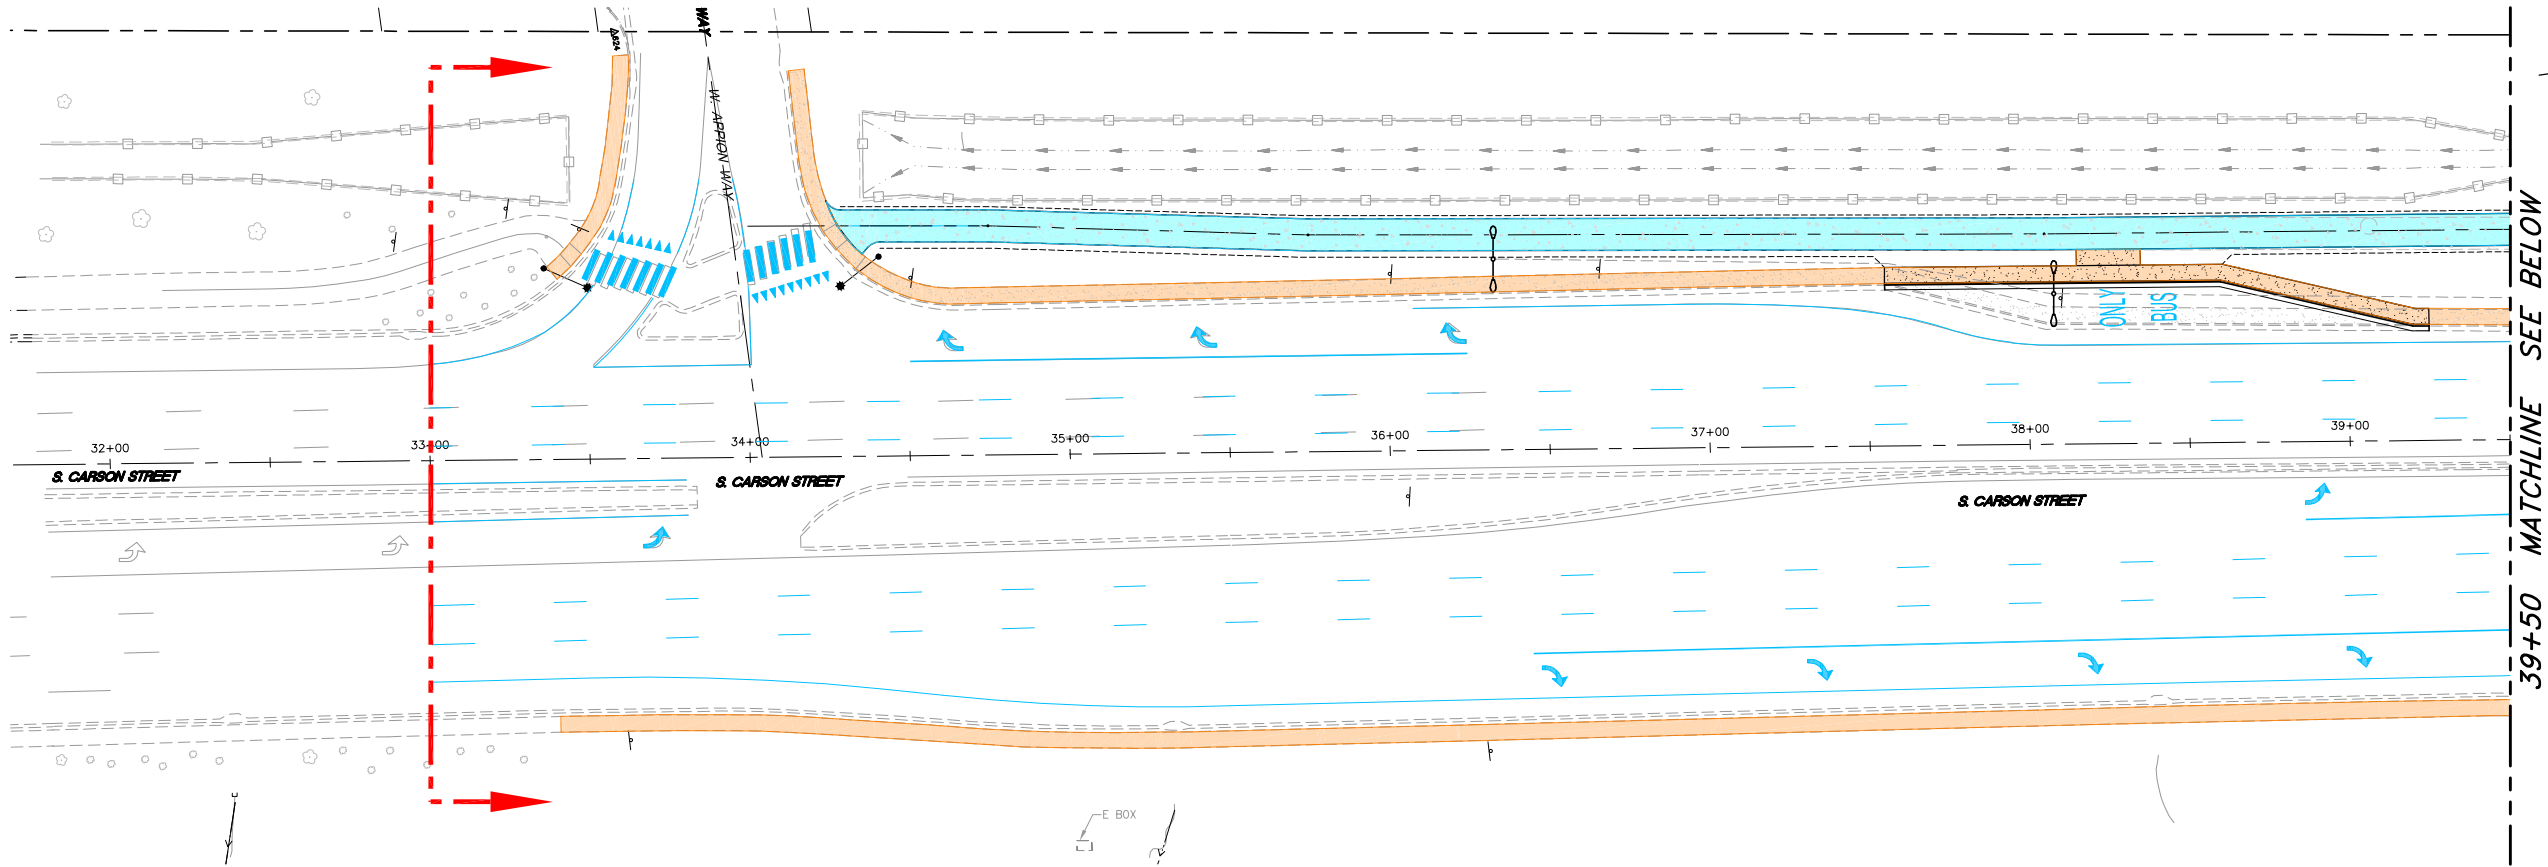 WAY
Δ824
W. APPION WAY
ONLY
BUS
32+00
33+00
34+00
35+00
36+00
37+00
38+00
39+00
S. CARSON STREET
S. CARSON STREET
S. CARSON STREET
E BOX
39+50 MATCHLINE SEE BELOW